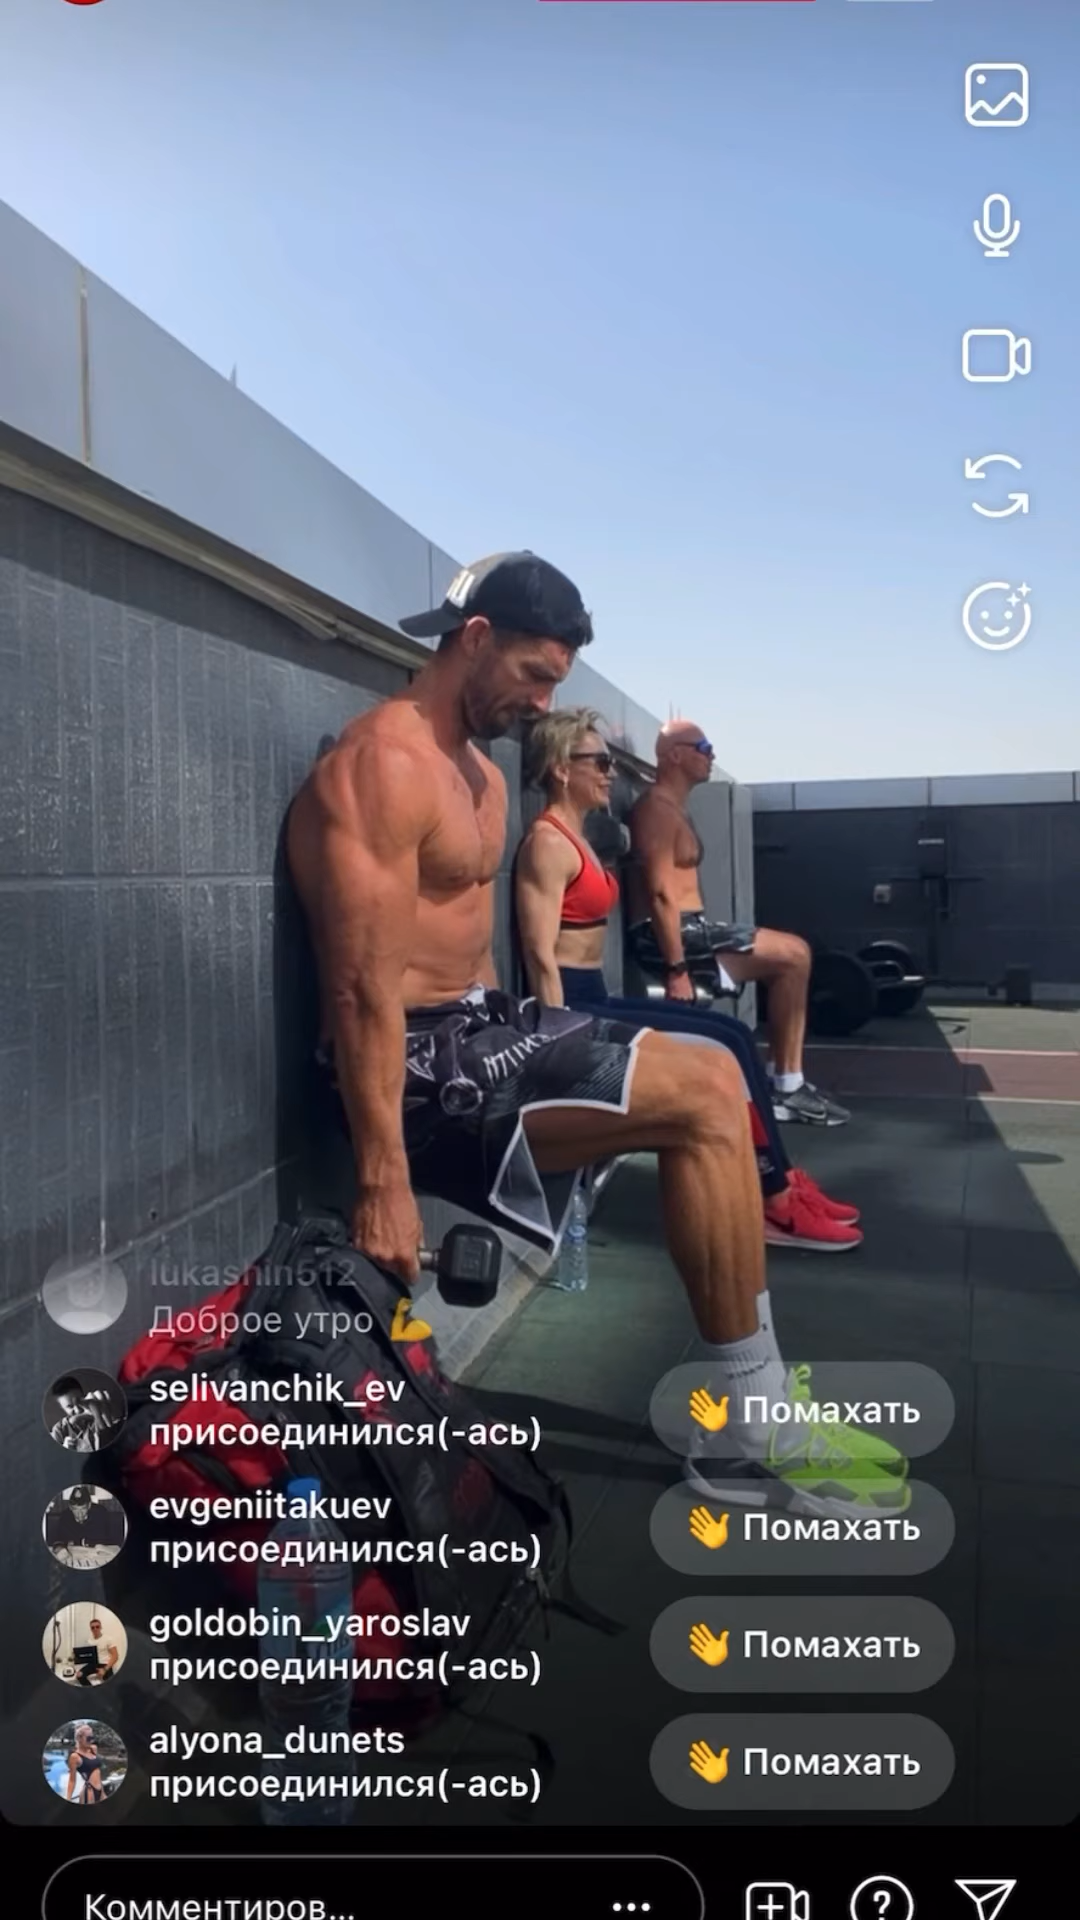 lukashin512
Доброе утро 💪
selivanchik_ev
присоединился(-ась)
👋 Помахать
evgeniitakuev
присоединился(-ась)
👋 Помахать
goldobin_yaroslav
присоединился(-ась)
👋 Помахать
alyona_dunets
присоединился(-ась)
👋 Помахать
Комментиров...